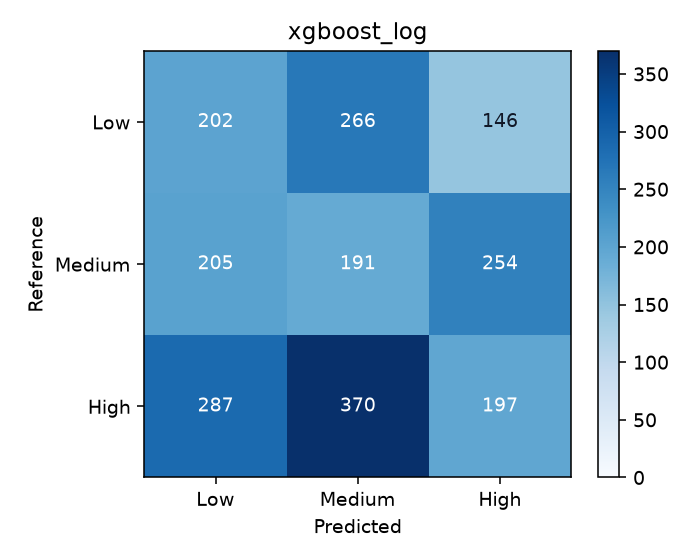 xgboost_log
Low 202 266 146
Medium 205 191 254
High 287 370 197
Low Medium High
Predicted
Reference
350
300
250
200
150
100
50
0